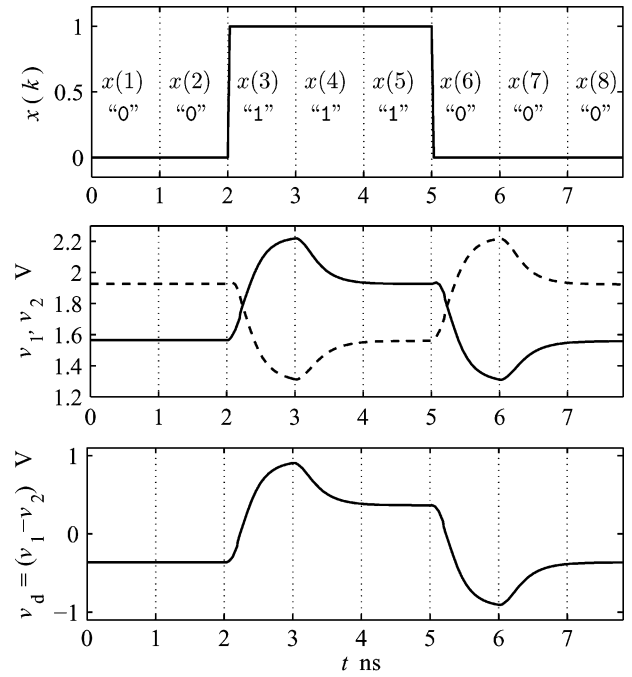 1
0.5
0
x(k)
x(1) x(2) x(3) x(4) x(5) x(6) x(7) x(8)
“0” “0” “1” “1” “1” “0” “0” “0”
0 1 2 3 4 5 6 7
2.2
2
1.8
1.6
1.4
1.2
v1, v2 V
0 1 2 3 4 5 6 7
1
0
−1
vd = (v1−v2) V
0 1 2 3 4 5 6 7
t ns